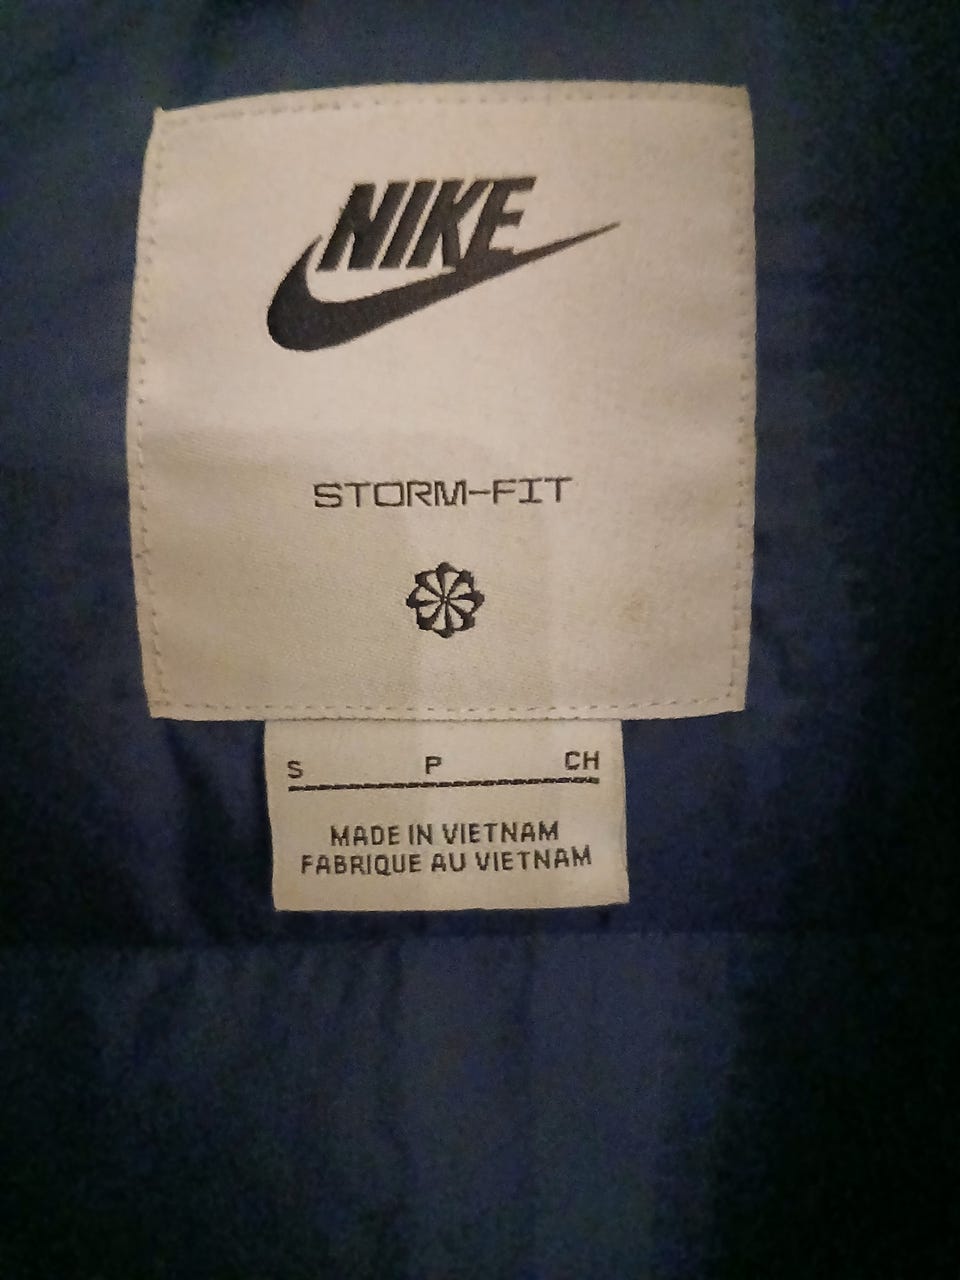 NIKE
STORM-FIT
S P CH
MADE IN VIETNAM
FABRIQUE AU VIETNAM